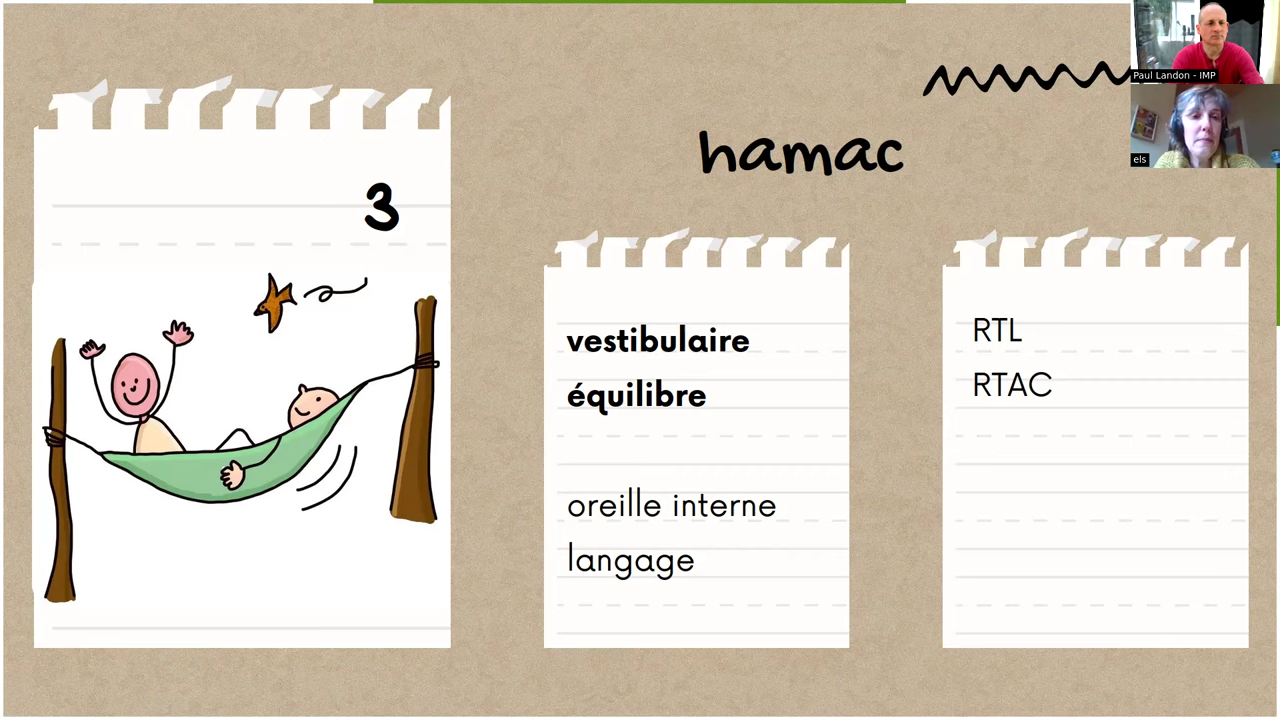 3
hamac
vestibulaire
équilibre
oreille interne
langage
RTL
RTAC
Paul Landon - IMP
els